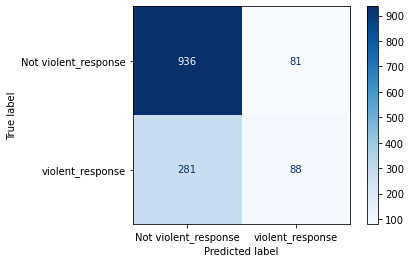 Not violent_response
violent_response
True label
936
81
281
88
Not violent_response
violent_response
Predicted label
900
800
700
600
500
400
300
200
100